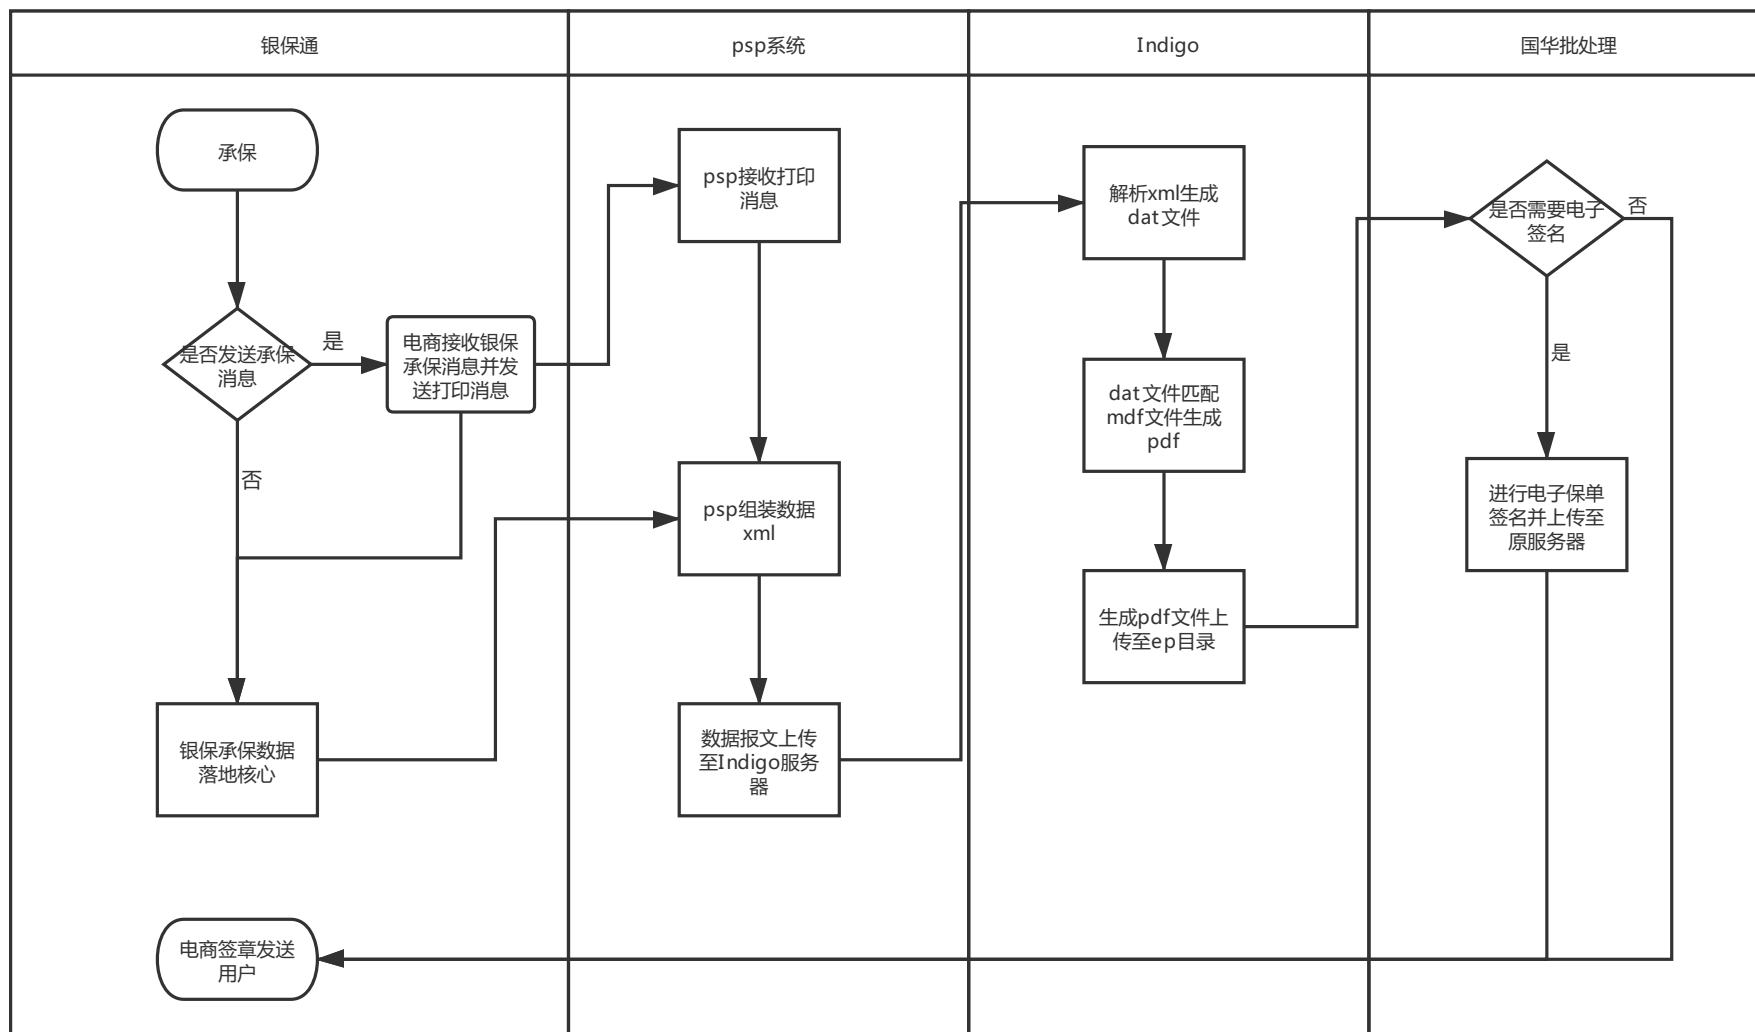 银保通
psp系统
Indigo
国华批处理
承保
是否发送承保
消息
是
否
电商接收银保
承保消息并发
送打印消息
银保承保数据
落地核心
电商签章发送
用户
psp接收打印
消息
psp组装数据
xml
数据报文上传
至Indigo服务
器
解析xml生成
dat文件
dat文件匹配
mdf文件生成
pdf
生成pdf文件上
传至ep目录
是否需要电子
签名
否
是
进行电子保单
签名并上传至
原服务器